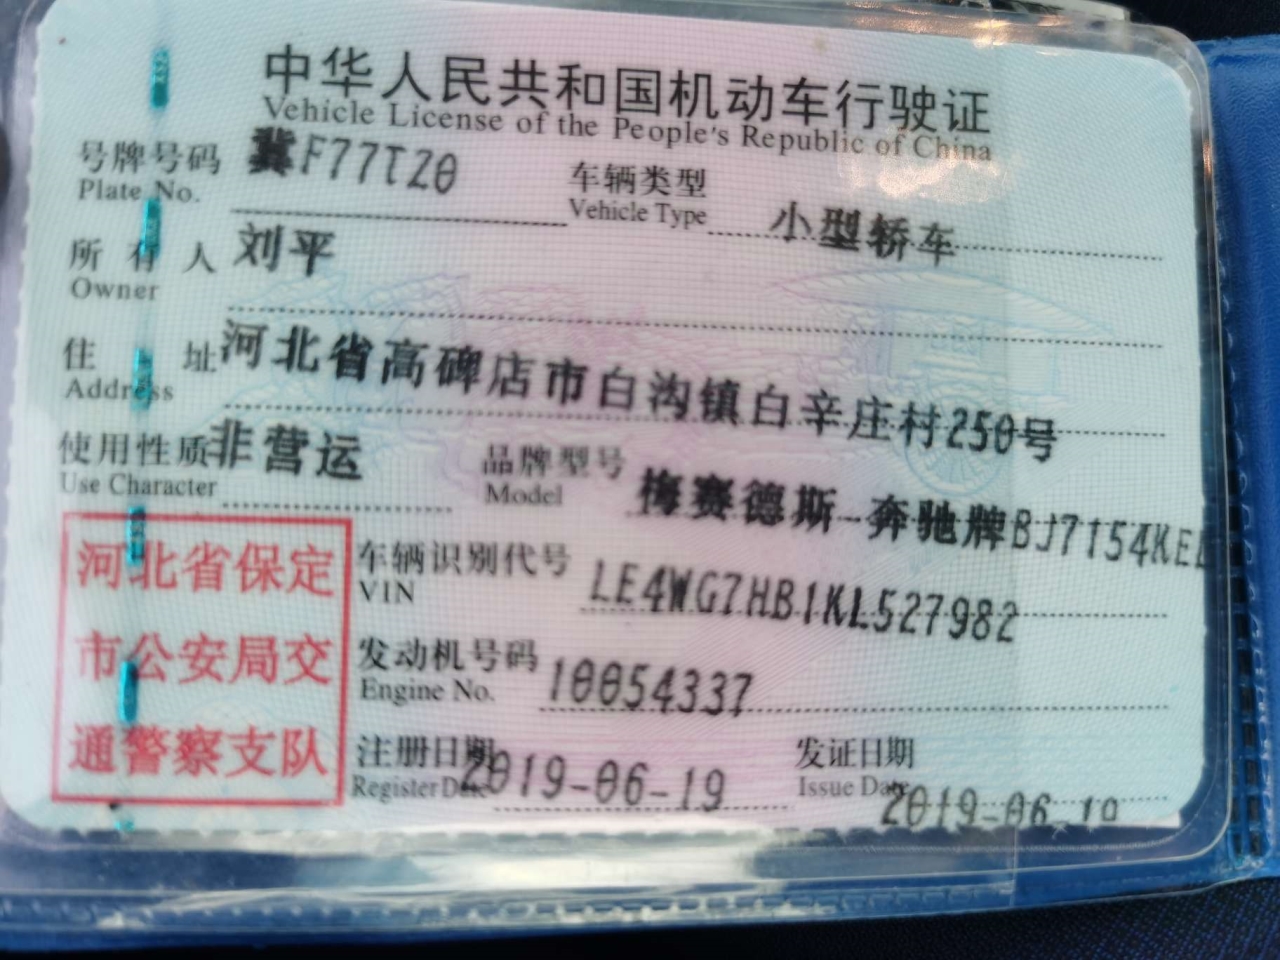 中华人民共和国机动车行驶证
Vehicle License of the People's Republic of China
号牌号码 冀F77TZ0 车辆类型 小型轿车
Plate No. Vehicle Type
所有人 刘平
Owner
住址 河北省高碑店市白沟镇白辛庄村250号
Address
使用性质 非营运 品牌型号 梅赛德斯-奔驰牌BJ7154KEL
Use Character Model
河北省保定
市公安局交
通警察支队
车辆识别代号 LE4WG7HB1KL527982
VIN
发动机号码 10054337
Engine No.
注册日期 2019-06-19 发证日期 2019-06-19
Register Date Issue Date